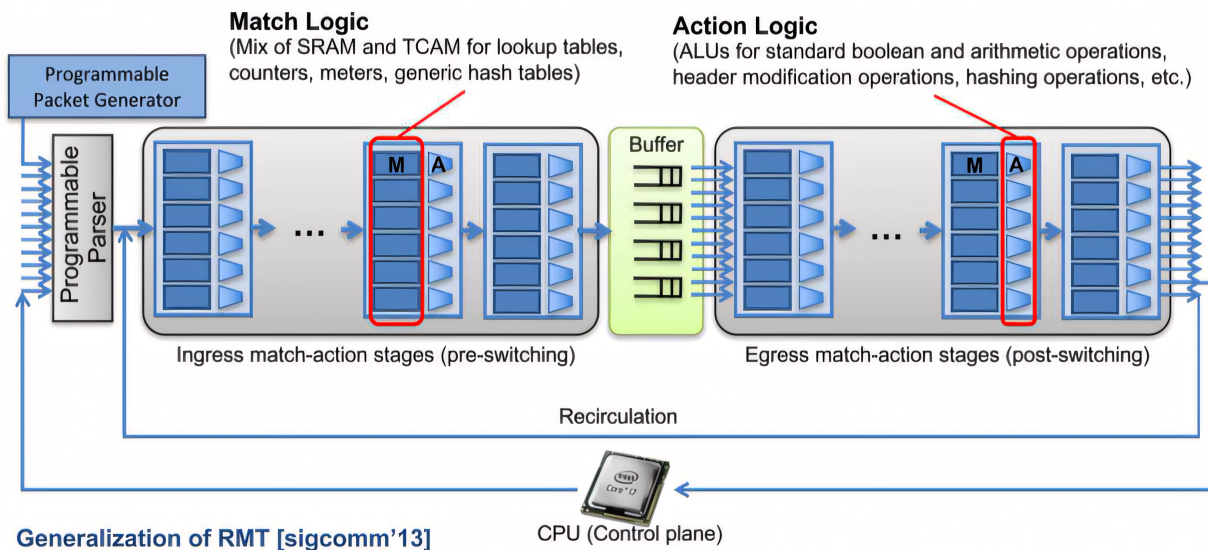 Match Logic
(Mix of SRAM and TCAM for lookup tables,
counters, meters, generic hash tables)
Action Logic
(ALUs for standard boolean and arithmetic operations,
header modification operations, hashing operations, etc.)
Programmable
Packet Generator
Programmable
Parser
M A
Buffer
M A
...
...
Ingress match-action stages (pre-switching)
Egress match-action stages (post-switching)
Recirculation
intel
Core i7
CPU (Control plane)
Generalization of RMT [sigcomm'13]